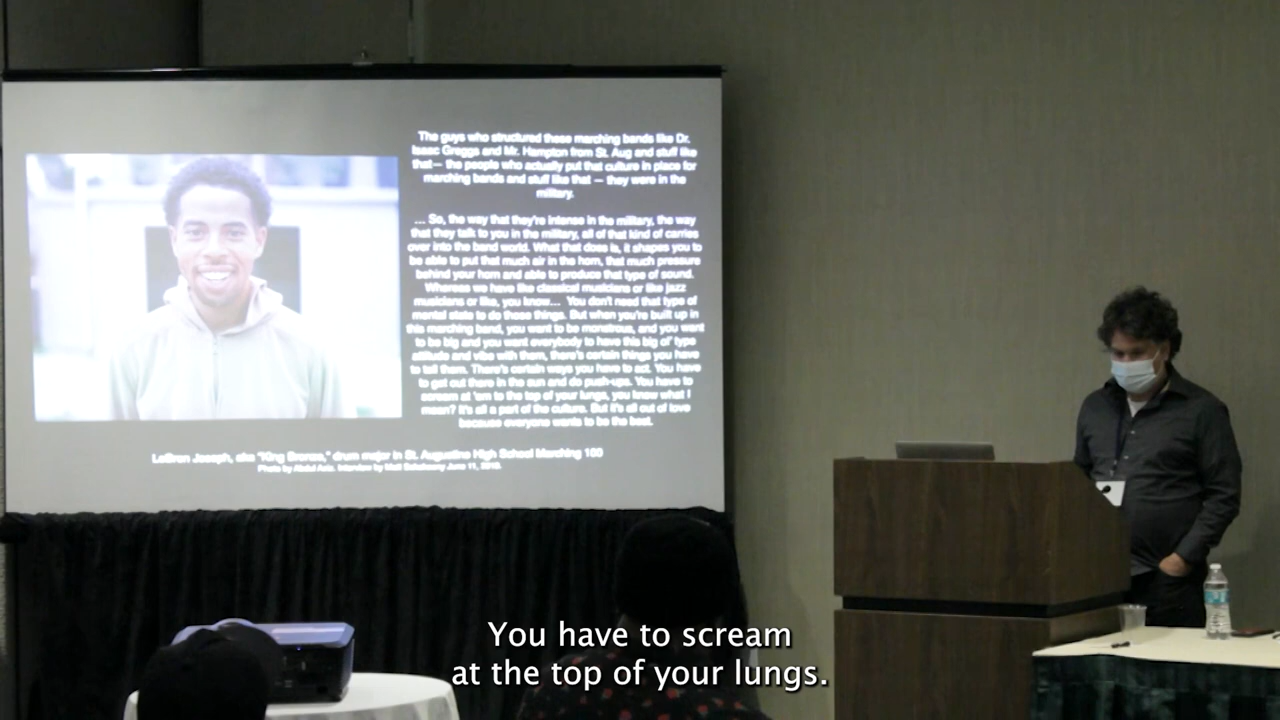 The guys who structured these marching bands like Dr.
Isaac Greggs and Mr. Hampton from St. Aug and stuff like
that— the people who actually put that culture in place for
marching bands and stuff like that — they were in the
military.
... So, the way that they're intense in the military, the way
that they talk to you in the military, all of that kind of carries
over into the band world. What that does is, it shapes you to
be able to put that much air in the horn, that much pressure
behind your horn and able to produce that type of sound.
Whereas we have like classical musicians or like jazz
musicians or like, you know... You don't need that type of
mental state to do these things. But when you're built up in
this marching band, you want to be monstrous, and you want
to be big and you want everybody to have this big ol' type
attitude and vibe with them, there's certain things you have
to tell them. There's certain ways you have to act. You have
to get out there in the sun and do push-ups. You have to
scream at 'em to the top of your lungs, you know what I
mean? It's all a part of the culture. But it's all out of love
because everyone wants to be the best.
Joseph, aka "King drum major in St. Augustine High School Marching 100
Photo by Abdul Aziz. Interview by Matt June 11,
You have to scream
at the top of your lungs.